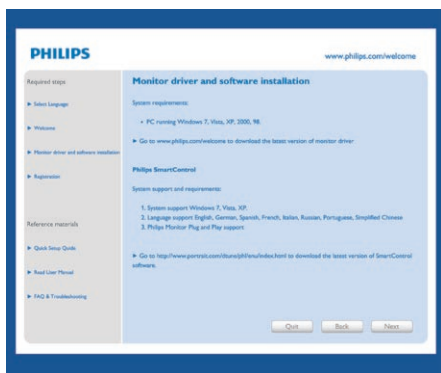 PHILIPS
www.philips.com/welcome
Required steps
Select Language
Welcome
Monitor driver and software installation
Registration
Reference materials
Quick Setup Guide
Read User Manual
FAQ & Troubleshooting
Monitor driver and software installation
System requirements:
• PC running Windows 7, Vista, XP, 2000, 98.
Go to www.philips.com/welcome to download the latest version of monitor driver
Philips SmartControl
System support and requirements:
1. System support Windows 7, Vista, XP.
2. Language support English, German, Spanish, French, Italian, Russian, Portuguese, Simplified Chinese
3. Philips Monitor Plug and Play support
Go to http://www.portrait.com/dtune/phl/enu/index.html to download the latest version of SmartControl
software.
Quit
Back
Next